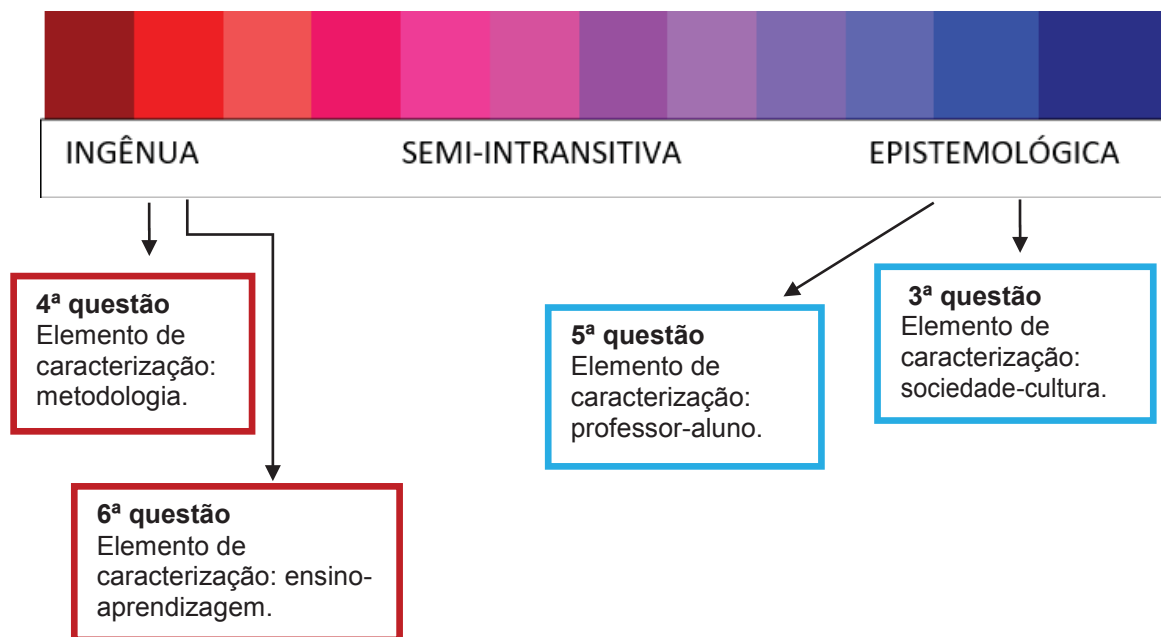 INGÊNUA
SEMI-INTRANSITIVA
EPISTEMOLÓGICA
4ª questão
Elemento de
caracterização:
metodologia.
6ª questão
Elemento de
caracterização: ensino-
aprendizagem.
5ª questão
Elemento de
caracterização:
professor-aluno.
3ª questão
Elemento de
caracterização:
sociedade-cultura.